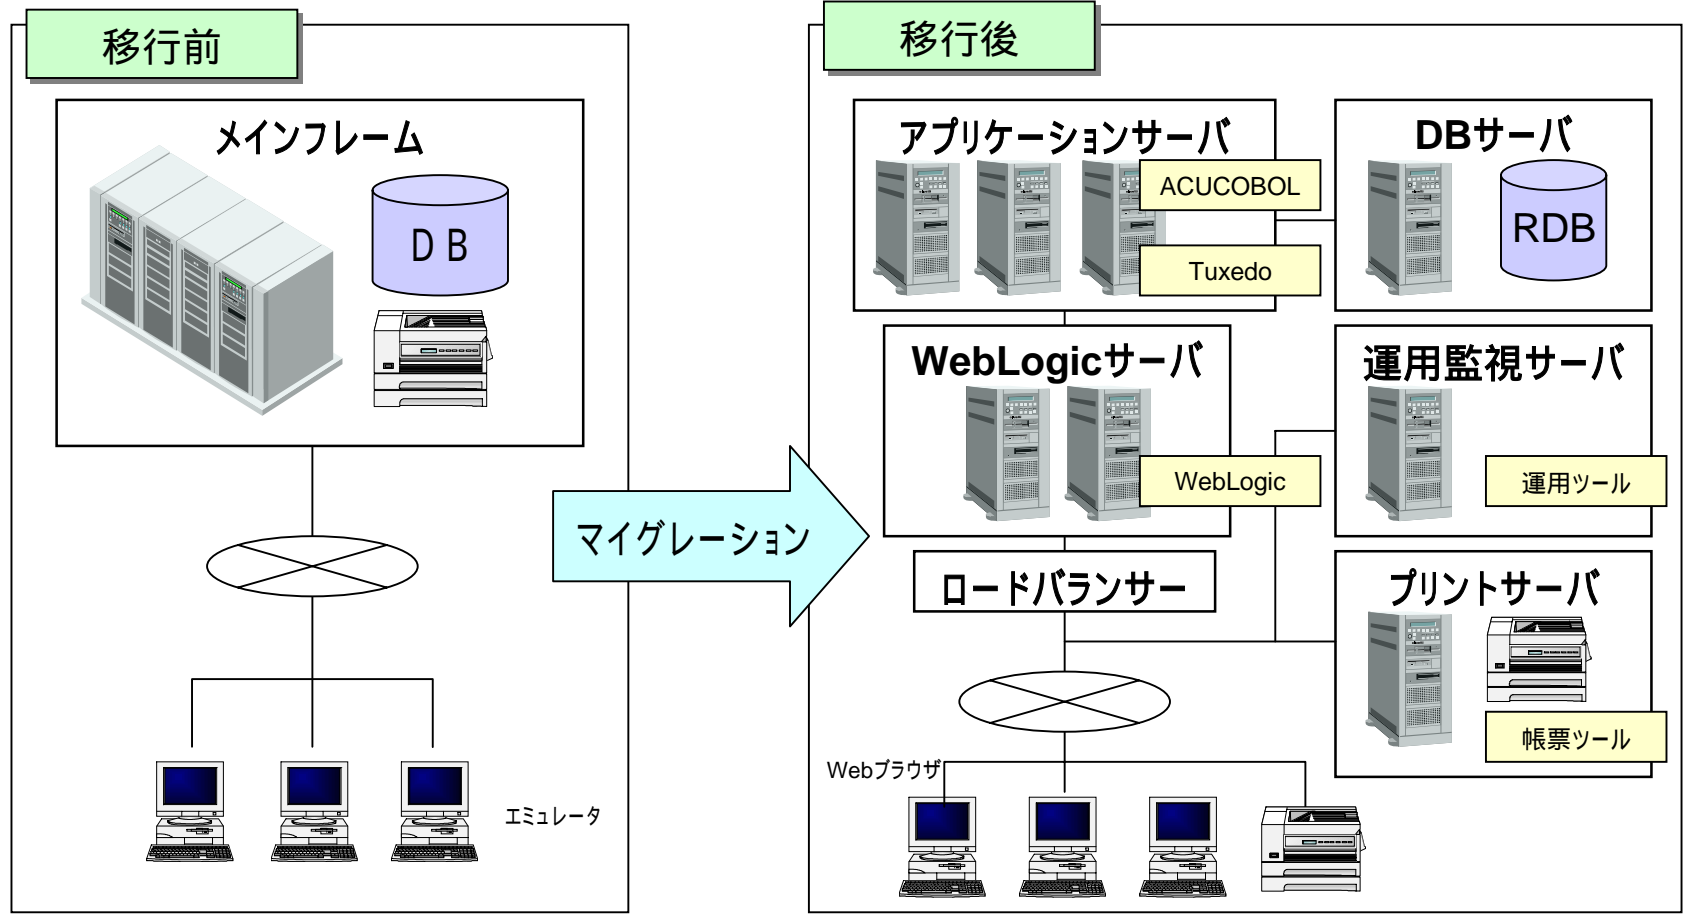 移行前
メインフレーム
ＤＢ
エミュレータ
マイグレーション
移行後
アプリケーションサーバ
ACUCOBOL
Tuxedo
DBサーバ
RDB
WebLogicサーバ
WebLogic
運用監視サーバ
運用ツール
ロードバランサー
プリントサーバ
帳票ツール
Webブラウザ